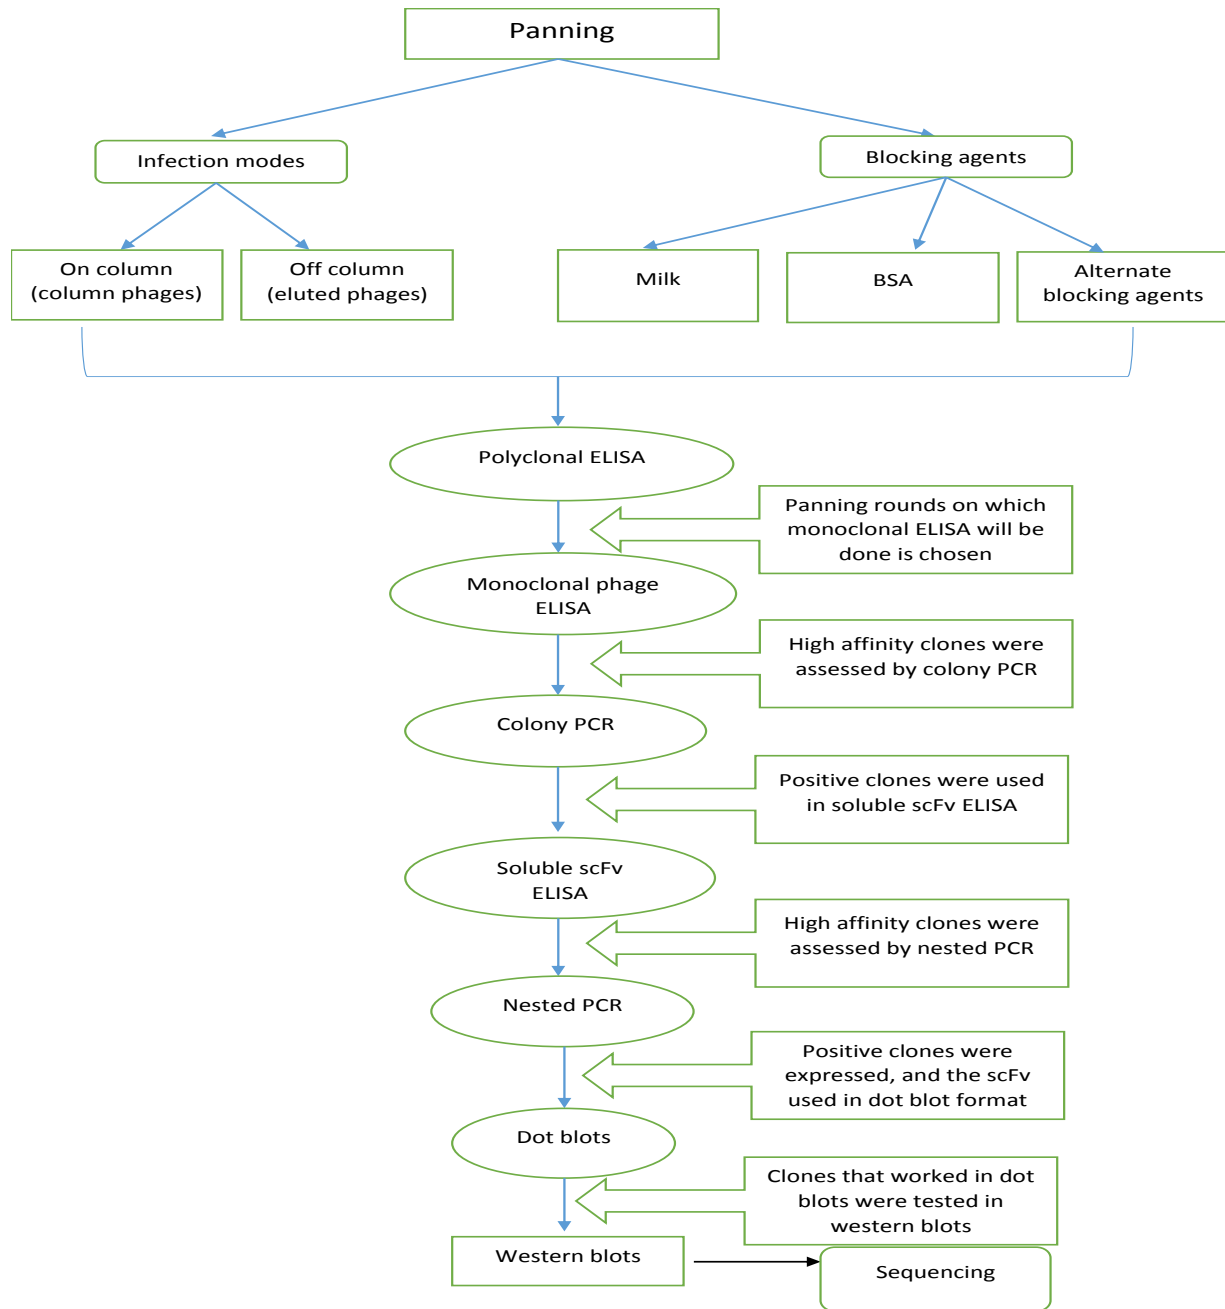 Panning
Infection modes
Blocking agents
On column
(column phages)
Off column
(eluted phages)
Milk
BSA
Alternate
blocking agents
Polyclonal ELISA
Panning rounds on which
monoclonal ELISA will be
done is chosen
Monoclonal phage
ELISA
High affinity clones were
assessed by colony PCR
Colony PCR
Positive clones were used
in soluble scFv ELISA
Soluble scFv
ELISA
High affinity clones were
assessed by nested PCR
Nested PCR
Positive clones were
expressed, and the scFv
used in dot blot format
Dot blots
Clones that worked in dot
blots were tested in
western blots
Western blots
Sequencing